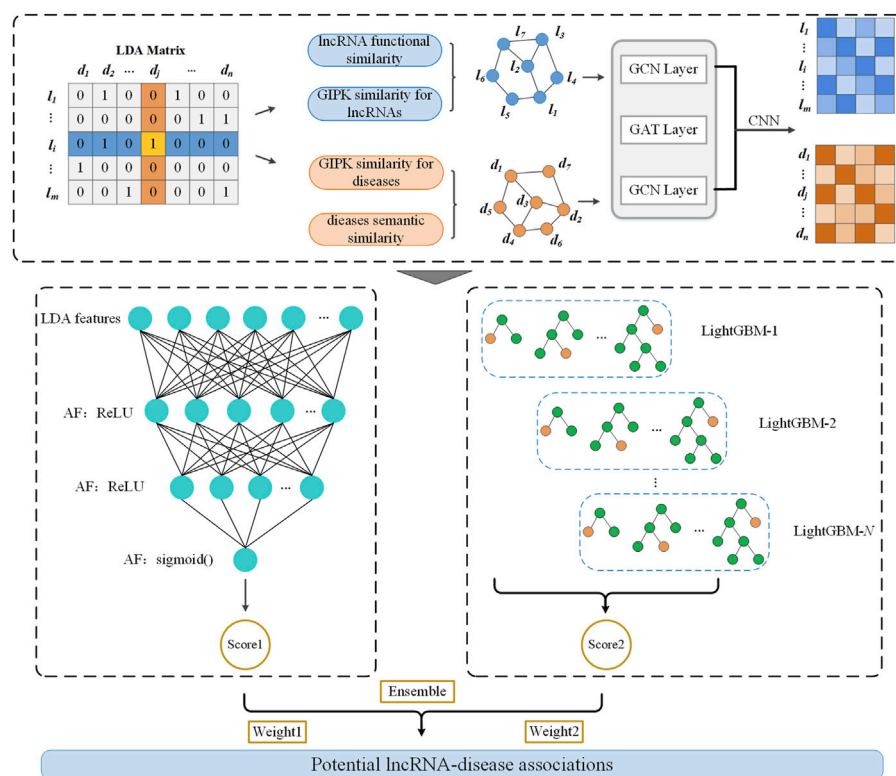 LDA Matrix
d1 d2 ... dj ... dn
l1 0 1 0 0 1 0 0
⋮ 0 0 0 0 0 1 1
li 0 1 0 1 0 0 0
⋮ 1 0 0 0 0 0 0
lm 0 0 1 0 0 0 1
lncRNA functional
similarity
GIPK similarity for
lncRNAs
GIPK similarity for
diseases
dieases semantic
similarity
l7 l3
l2
l6 l4
l5 l1
d1 d7
d3
d5 d2
d4 d6
GCN Layer
GAT Layer
GCN Layer
CNN
l1
⋮
li
⋮
lm
d1
⋮
dj
⋮
dn
LDA features ...
AF：ReLU ...
AF：ReLU ...
AF：sigmoid()
Score1
... LightGBM-1
... LightGBM-2
⋮
... LightGBM-N
Score2
Ensemble
Weight1 Weight2
Potential lncRNA-disease associations